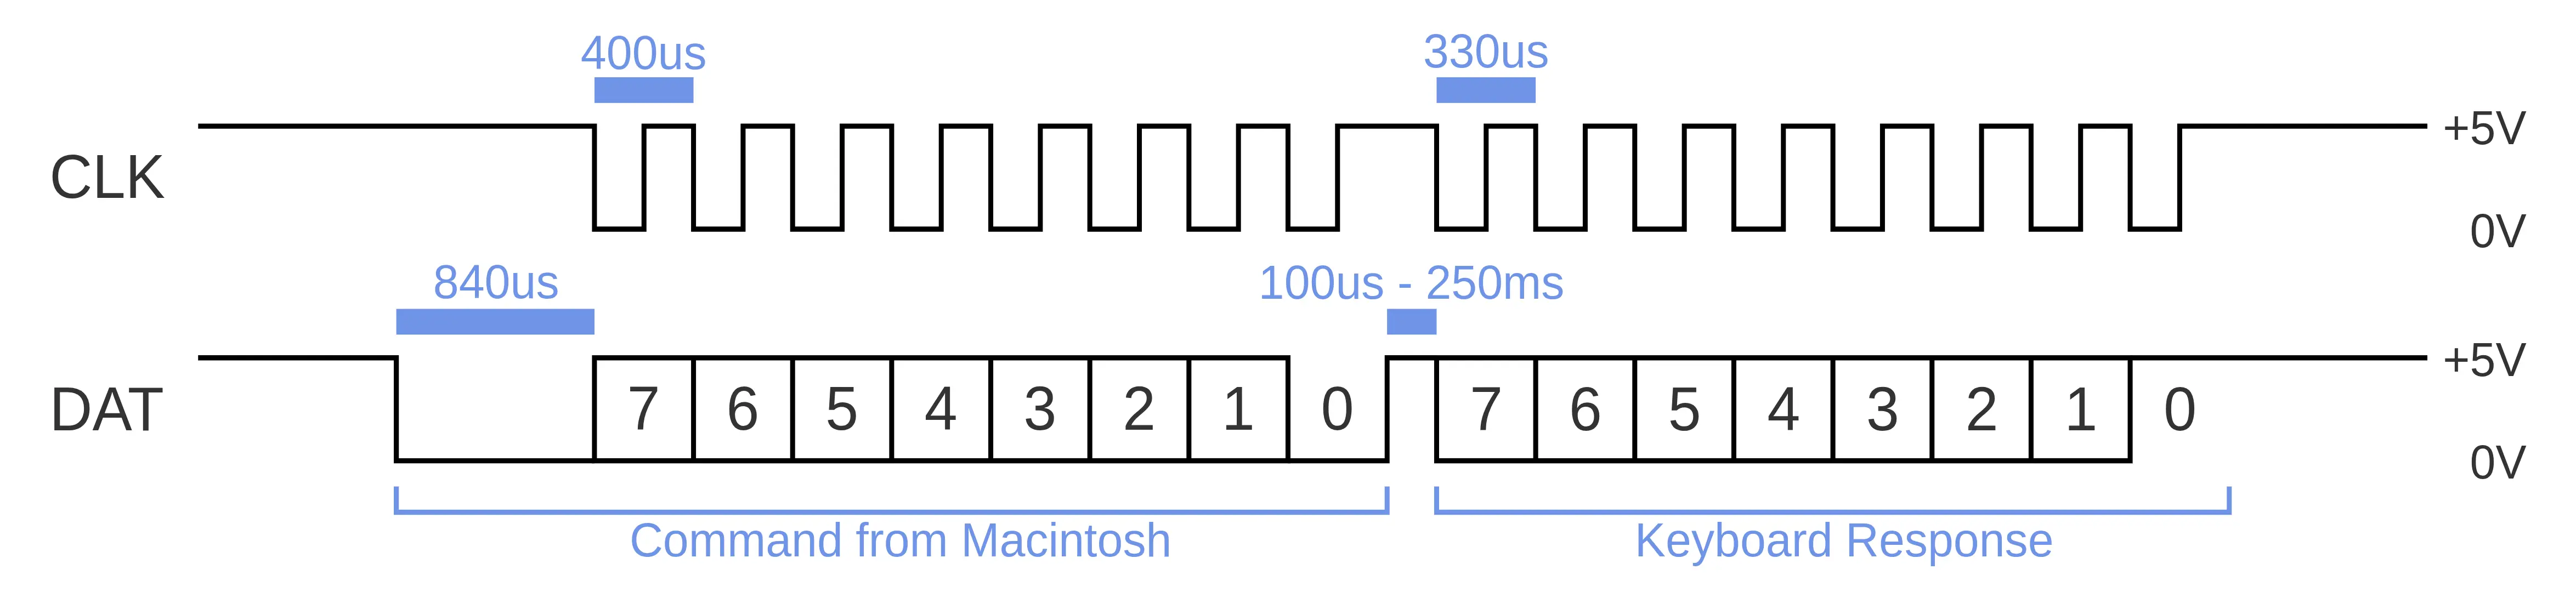 400us 330us
CLK +5V
0V
840us 100us - 250ms
DAT 7 6 5 4 3 2 1 0 7 6 5 4 3 2 1 0 +5V
0V
Command from Macintosh Keyboard Response